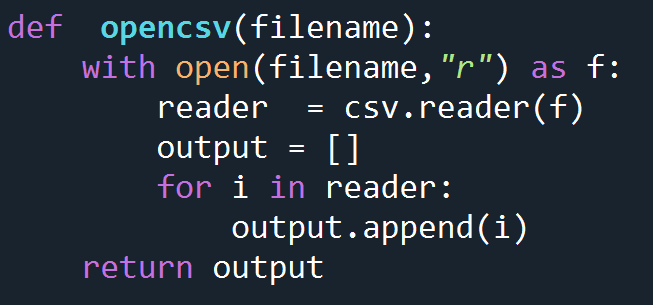 def  opencsv(filename):
    with open(filename,"r") as f:
        reader  = csv.reader(f)
        output = []
        for i in reader:
            output.append(i)
    return output